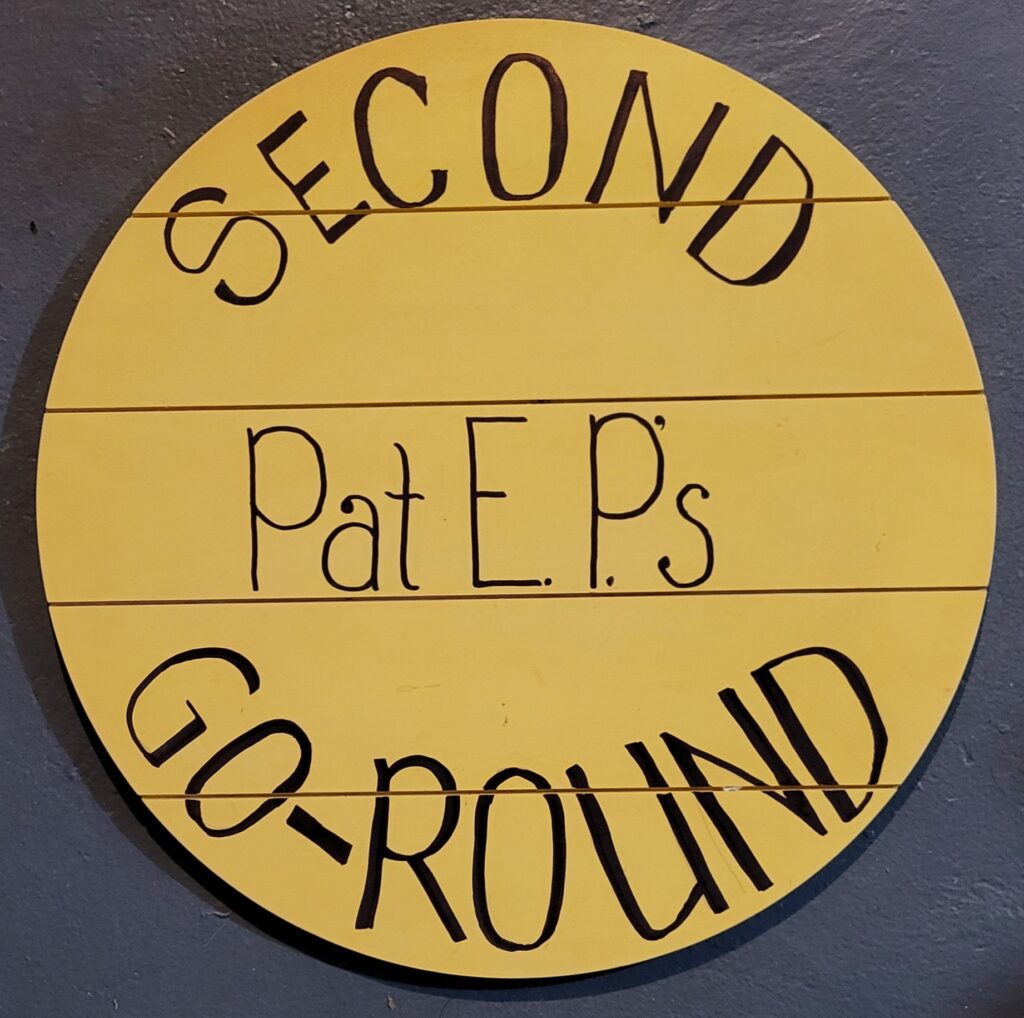 SECOND
Pat E. P.'s
GO-ROUND